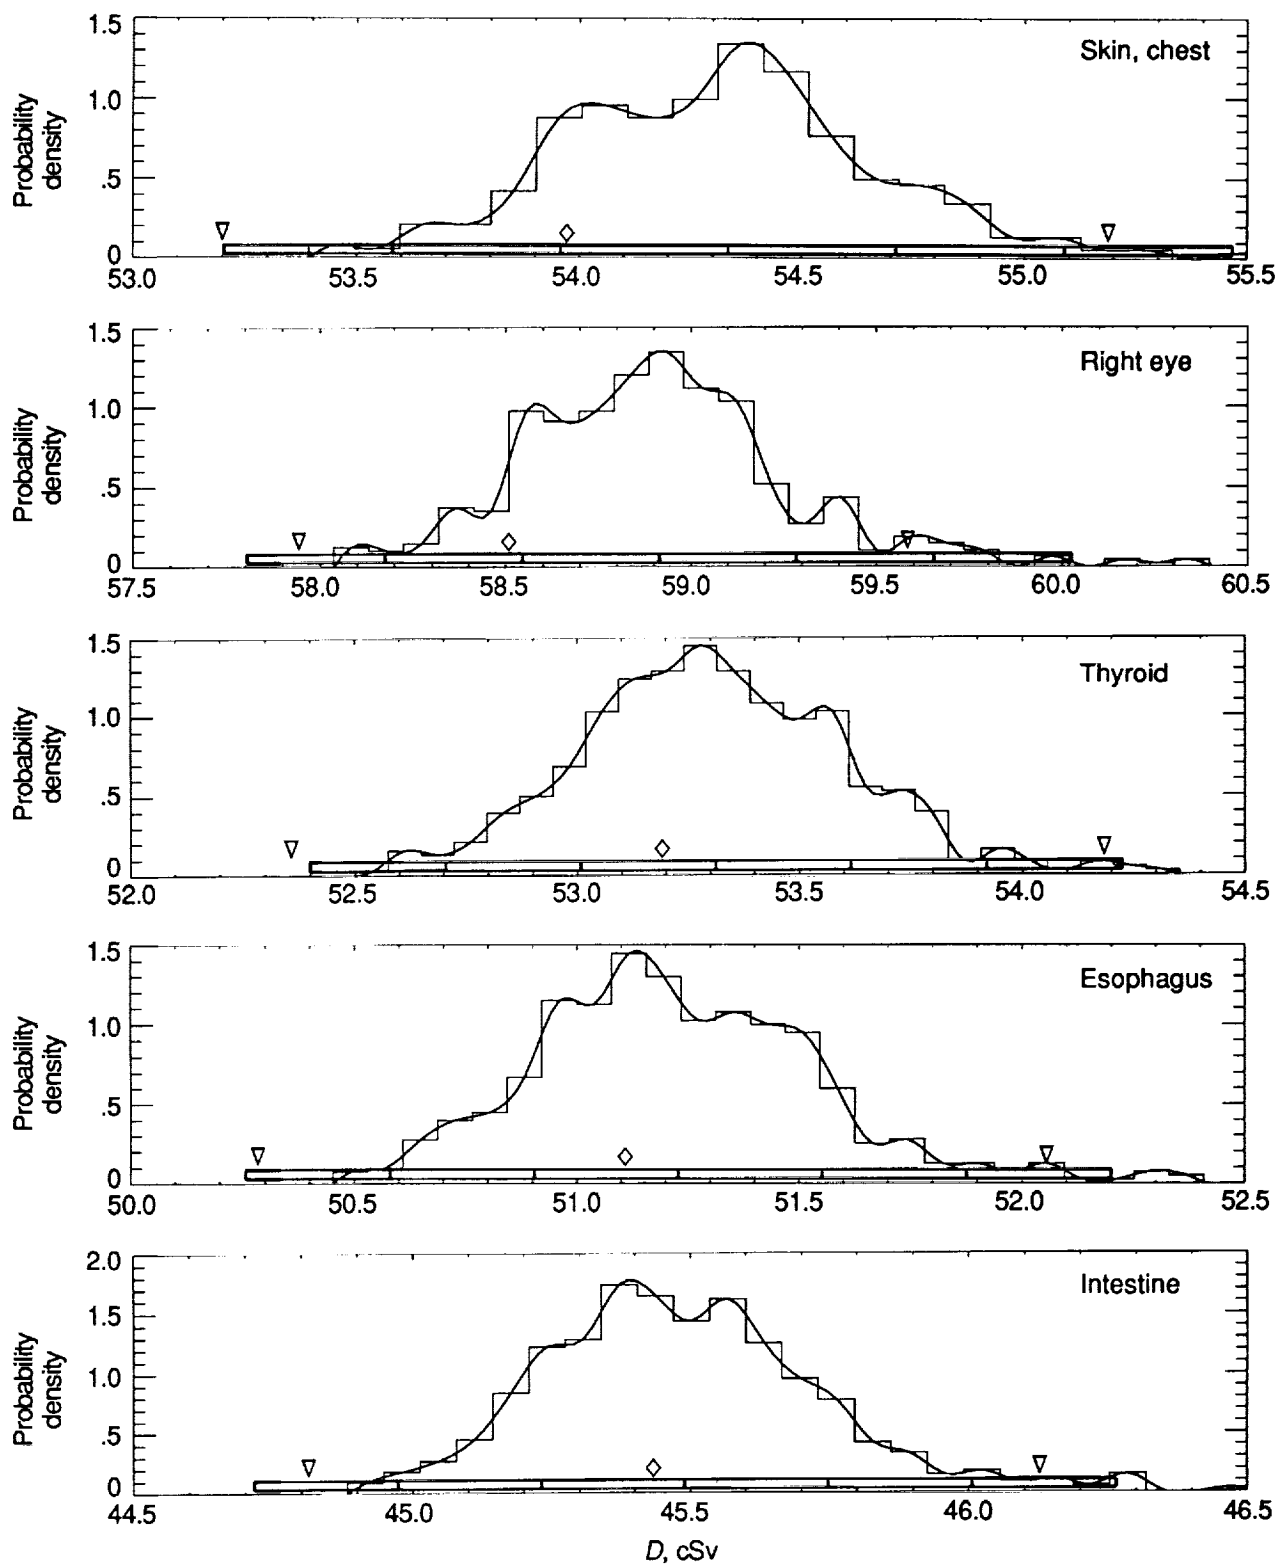 Probability
density
1.5
1.0
.5
0
Skin, chest
53.0 53.5 54.0 54.5 55.0 55.5
Probability
density
1.5
1.0
.5
0
Right eye
57.5 58.0 58.5 59.0 59.5 60.0 60.5
Probability
density
1.5
1.0
.5
0
Thyroid
52.0 52.5 53.0 53.5 54.0 54.5
Probability
density
1.5
1.0
.5
0
Esophagus
50.0 50.5 51.0 51.5 52.0 52.5
Probability
density
2.0
1.5
1.0
.5
0
Intestine
44.5 45.0 45.5 46.0 46.5
D, cSv